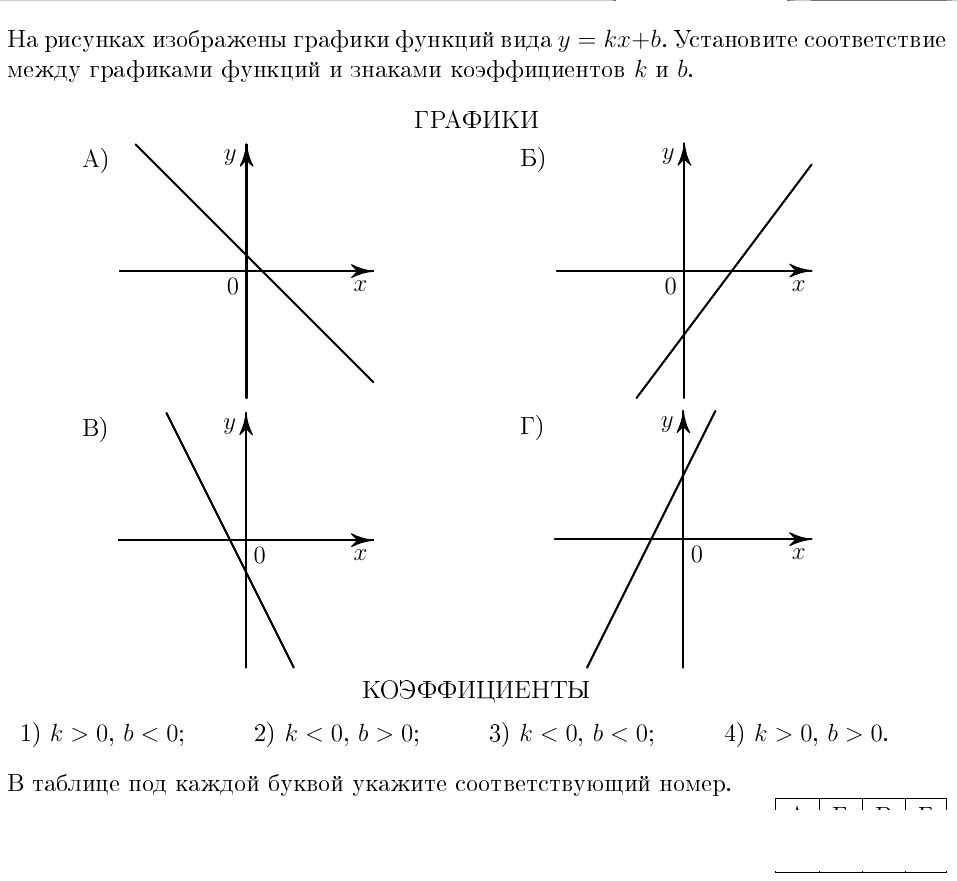 На рисунках изображены графики функций вида y = kx+b. Установите соответствие
между графиками функций и знаками коэффициентов k и b.
ГРАФИКИ
А)
y
0
x
Б)
y
0
x
В)
y
0
x
Г)
y
0
x
КОЭФФИЦИЕНТЫ
1) k > 0, b < 0; 2) k < 0, b > 0; 3) k < 0, b < 0; 4) k > 0, b > 0.
В таблице под каждой буквой укажите соответствующий номер.